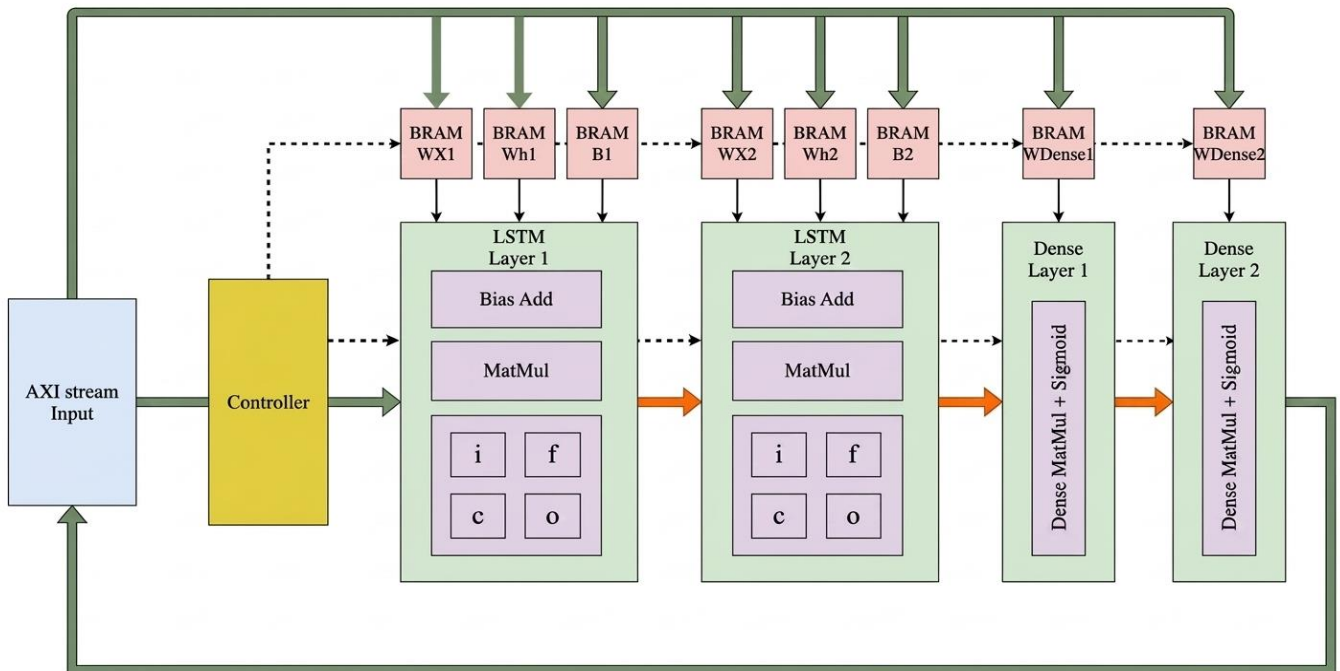 BRAM
WX1
BRAM
Wh1
BRAM
B1
BRAM
WX2
BRAM
Wh2
BRAM
B2
BRAM
WDense1
BRAM
WDense2
AXI stream
Input
Controller
LSTM
Layer 1
Bias Add
MatMul
i
f
c
o
LSTM
Layer 2
Bias Add
MatMul
i
f
c
o
Dense
Layer 1
Dense MatMul + Sigmoid
Dense
Layer 2
Dense MatMul + Sigmoid